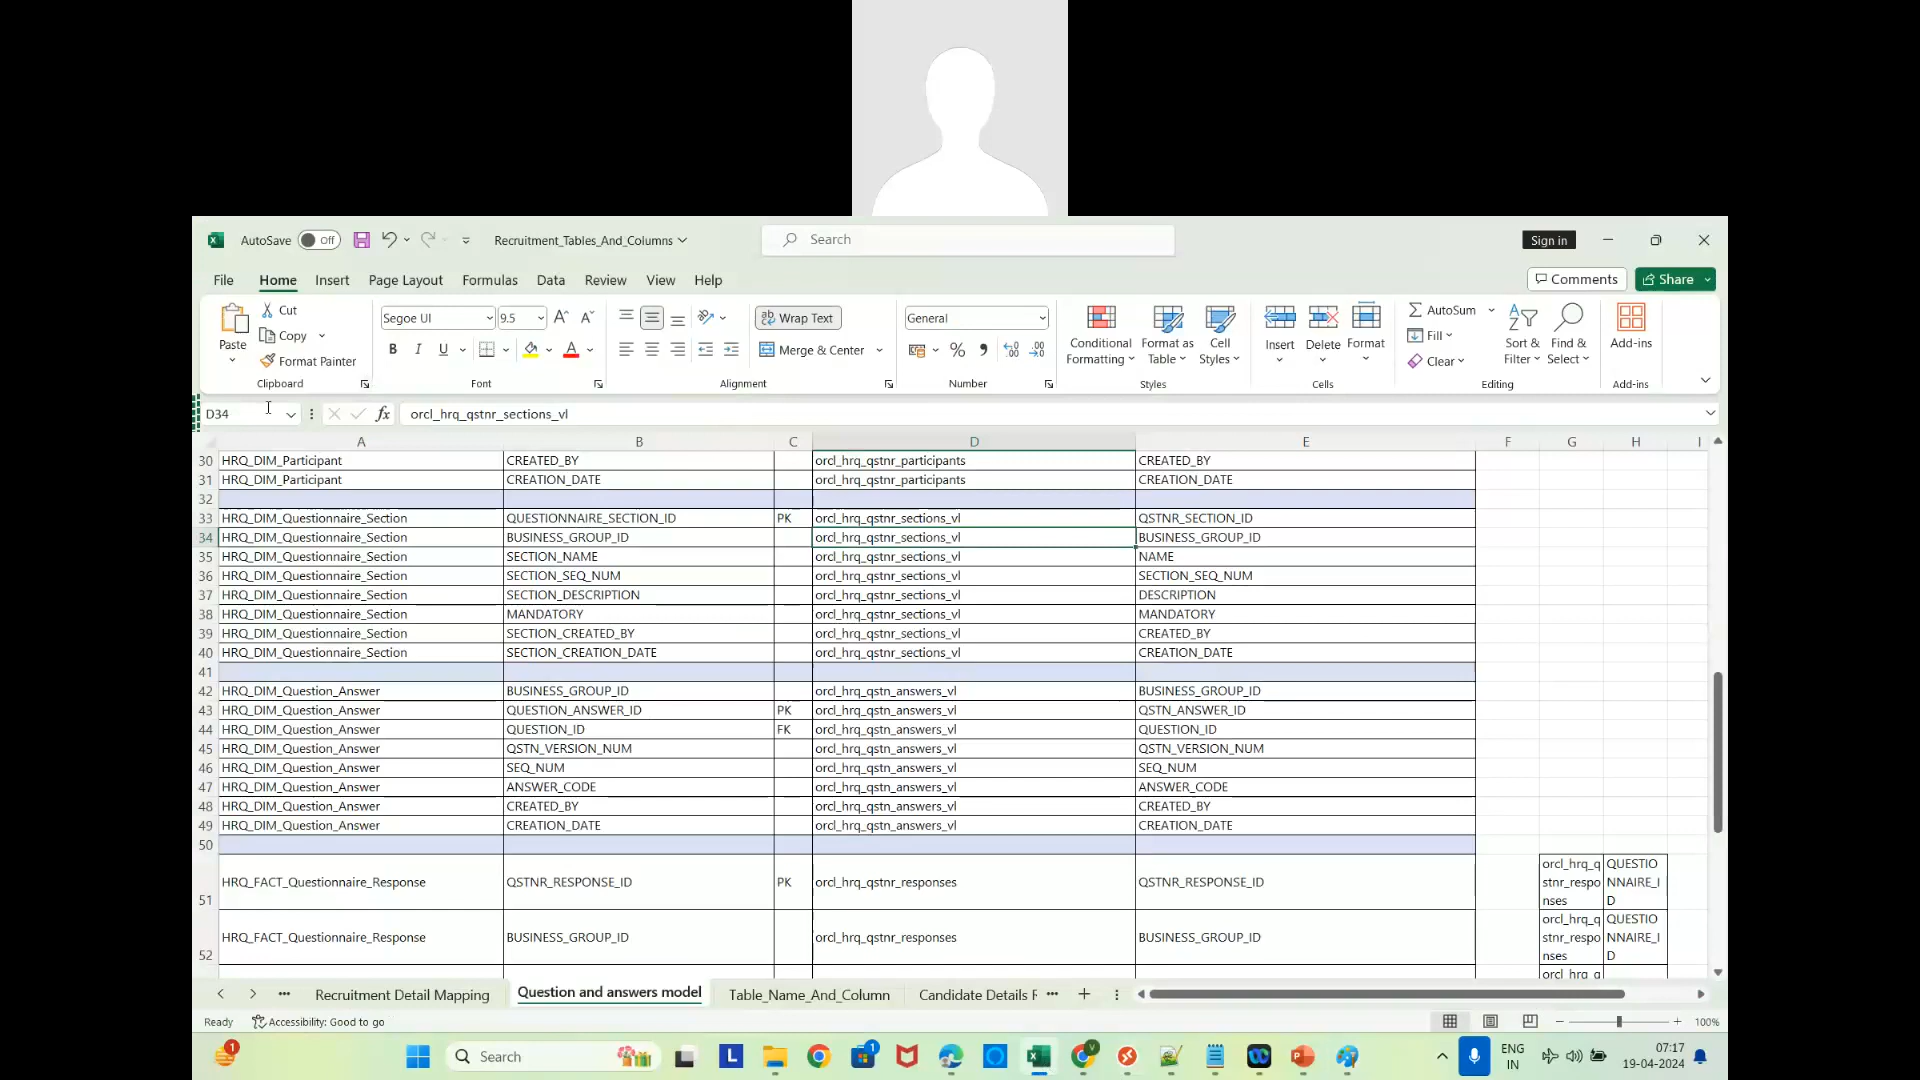 AutoSave Off Recruitment_Tables_And_Columns Search Sign in
File Home Insert Page Layout Formulas Data Review View Help Comments Share
Paste Cut Copy Format Painter Clipboard
Segoe UI 9.5 B I U A Font
Wrap Text Merge & Center Alignment
General % Number
Conditional Formatting Format as Table Cell Styles Styles
Insert Delete Format Cells
AutoSum Fill Clear Sort & Filter Find & Select Editing
Add-ins Add-ins
D34 fx orcl_hrq_qstnr_sections_vl
A B C D E F G H I
30 HRQ_DIM_Participant CREATED_BY orcl_hrq_qstnr_participants CREATED_BY
31 HRQ_DIM_Participant CREATION_DATE orcl_hrq_qstnr_participants CREATION_DATE
32
33 HRQ_DIM_Questionnaire_Section QUESTIONNAIRE_SECTION_ID PK orcl_hrq_qstnr_sections_vl QSTNR_SECTION_ID
34 HRQ_DIM_Questionnaire_Section BUSINESS_GROUP_ID orcl_hrq_qstnr_sections_vl BUSINESS_GROUP_ID
35 HRQ_DIM_Questionnaire_Section SECTION_NAME orcl_hrq_qstnr_sections_vl NAME
36 HRQ_DIM_Questionnaire_Section SECTION_SEQ_NUM orcl_hrq_qstnr_sections_vl SECTION_SEQ_NUM
37 HRQ_DIM_Questionnaire_Section SECTION_DESCRIPTION orcl_hrq_qstnr_sections_vl DESCRIPTION
38 HRQ_DIM_Questionnaire_Section MANDATORY orcl_hrq_qstnr_sections_vl MANDATORY
39 HRQ_DIM_Questionnaire_Section SECTION_CREATED_BY orcl_hrq_qstnr_sections_vl CREATED_BY
40 HRQ_DIM_Questionnaire_Section SECTION_CREATION_DATE orcl_hrq_qstnr_sections_vl CREATION_DATE
41
42 HRQ_DIM_Question_Answer BUSINESS_GROUP_ID orcl_hrq_qstn_answers_vl BUSINESS_GROUP_ID
43 HRQ_DIM_Question_Answer QUESTION_ANSWER_ID PK orcl_hrq_qstn_answers_vl QSTN_ANSWER_ID
44 HRQ_DIM_Question_Answer QUESTION_ID FK orcl_hrq_qstn_answers_vl QUESTION_ID
45 HRQ_DIM_Question_Answer QSTN_VERSION_NUM orcl_hrq_qstn_answers_vl QSTN_VERSION_NUM
46 HRQ_DIM_Question_Answer SEQ_NUM orcl_hrq_qstn_answers_vl SEQ_NUM
47 HRQ_DIM_Question_Answer ANSWER_CODE orcl_hrq_qstn_answers_vl ANSWER_CODE
48 HRQ_DIM_Question_Answer CREATED_BY orcl_hrq_qstn_answers_vl CREATED_BY
49 HRQ_DIM_Question_Answer CREATION_DATE orcl_hrq_qstn_answers_vl CREATION_DATE
50
51 HRQ_FACT_Questionnaire_Response QSTNR_RESPONSE_ID PK orcl_hrq_qstnr_responses QSTNR_RESPONSE_ID orcl_hrq_qstnr_responses QUESTIONNAIRE_ID
52 HRQ_FACT_Questionnaire_Response BUSINESS_GROUP_ID orcl_hrq_qstnr_responses BUSINESS_GROUP_ID orcl_hrq_qstnr_responses QUESTIONNAIRE_ID
orcl_hrq_q
Recruitment Detail Mapping Question and answers model Table_Name_And_Column Candidate Details F
Ready Accessibility: Good to go 100%
1 Search L 1 V ENG IN 07:17 19-04-2024